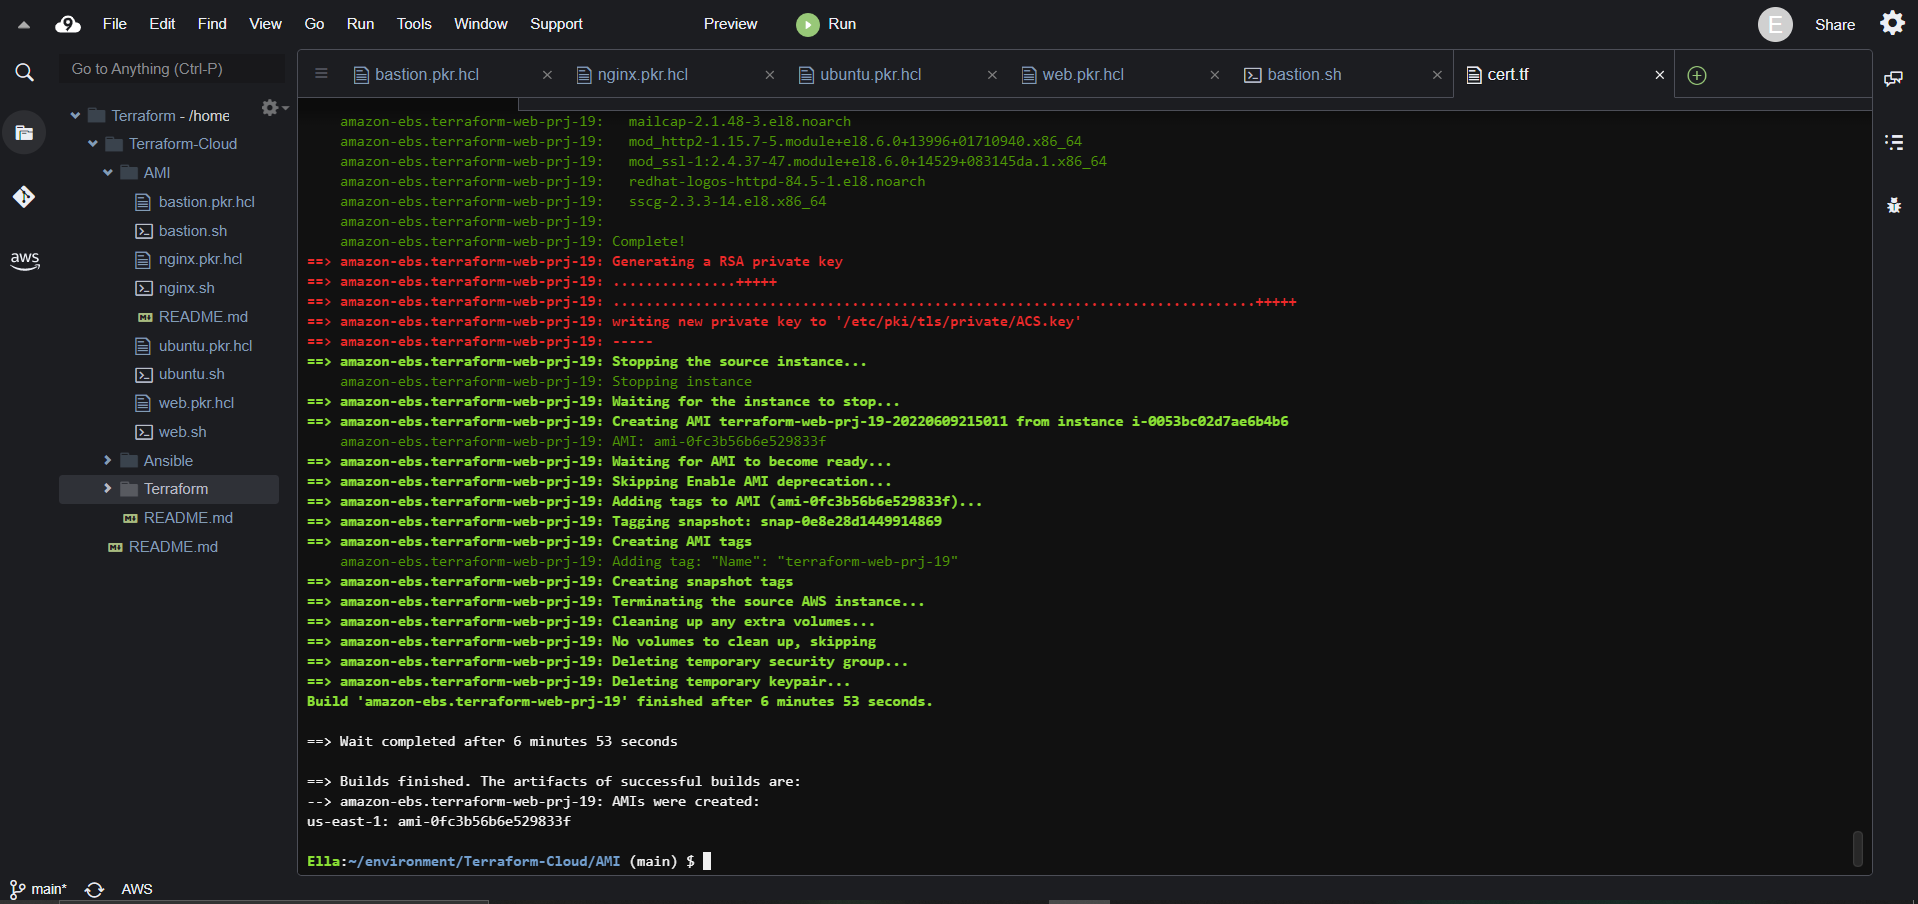 File Edit Find View Go Run Tools Window Support Preview Run E Share
Go to Anything (Ctrl-P)
bastion.pkr.hcl × nginx.pkr.hcl × ubuntu.pkr.hcl × web.pkr.hcl × bastion.sh × cert.tf ×
aws
Terraform - /home
Terraform-Cloud
AMI
bastion.pkr.hcl
bastion.sh
nginx.pkr.hcl
nginx.sh
README.md
ubuntu.pkr.hcl
ubuntu.sh
web.pkr.hcl
web.sh
Ansible
Terraform
README.md
README.md
amazon-ebs.terraform-web-prj-19:   mailcap-2.1.48-3.el8.noarch
amazon-ebs.terraform-web-prj-19:   mod_http2-1.15.7-5.module+el8.6.0+13996+01710940.x86_64
amazon-ebs.terraform-web-prj-19:   mod_ssl-1:2.4.37-47.module+el8.6.0+14529+083145da.1.x86_64
amazon-ebs.terraform-web-prj-19:   redhat-logos-httpd-84.5-1.el8.noarch
amazon-ebs.terraform-web-prj-19:   sscg-2.3.3-14.el8.x86_64
amazon-ebs.terraform-web-prj-19:
amazon-ebs.terraform-web-prj-19: Complete!
==> amazon-ebs.terraform-web-prj-19: Generating a RSA private key
==> amazon-ebs.terraform-web-prj-19: ...............+++++
==> amazon-ebs.terraform-web-prj-19: ..............................................................................+++++
==> amazon-ebs.terraform-web-prj-19: writing new private key to '/etc/pki/tls/private/ACS.key'
==> amazon-ebs.terraform-web-prj-19: -----
==> amazon-ebs.terraform-web-prj-19: Stopping the source instance...
amazon-ebs.terraform-web-prj-19: Stopping instance
==> amazon-ebs.terraform-web-prj-19: Waiting for the instance to stop...
==> amazon-ebs.terraform-web-prj-19: Creating AMI terraform-web-prj-19-20220609215011 from instance i-0053bc02d7ae6b4b6
amazon-ebs.terraform-web-prj-19: AMI: ami-0fc3b56b6e529833f
==> amazon-ebs.terraform-web-prj-19: Waiting for AMI to become ready...
==> amazon-ebs.terraform-web-prj-19: Skipping Enable AMI deprecation...
==> amazon-ebs.terraform-web-prj-19: Adding tags to AMI (ami-0fc3b56b6e529833f)...
==> amazon-ebs.terraform-web-prj-19: Tagging snapshot: snap-0e8e28d1449914869
==> amazon-ebs.terraform-web-prj-19: Creating AMI tags
amazon-ebs.terraform-web-prj-19: Adding tag: "Name": "terraform-web-prj-19"
==> amazon-ebs.terraform-web-prj-19: Creating snapshot tags
==> amazon-ebs.terraform-web-prj-19: Terminating the source AWS instance...
==> amazon-ebs.terraform-web-prj-19: Cleaning up any extra volumes...
==> amazon-ebs.terraform-web-prj-19: No volumes to clean up, skipping
==> amazon-ebs.terraform-web-prj-19: Deleting temporary security group...
==> amazon-ebs.terraform-web-prj-19: Deleting temporary keypair...
Build 'amazon-ebs.terraform-web-prj-19' finished after 6 minutes 53 seconds.
==> Wait completed after 6 minutes 53 seconds
==> Builds finished. The artifacts of successful builds are:
--> amazon-ebs.terraform-web-prj-19: AMIs were created:
us-east-1: ami-0fc3b56b6e529833f
Ella:~/environment/Terraform-Cloud/AMI (main) $
main* AWS